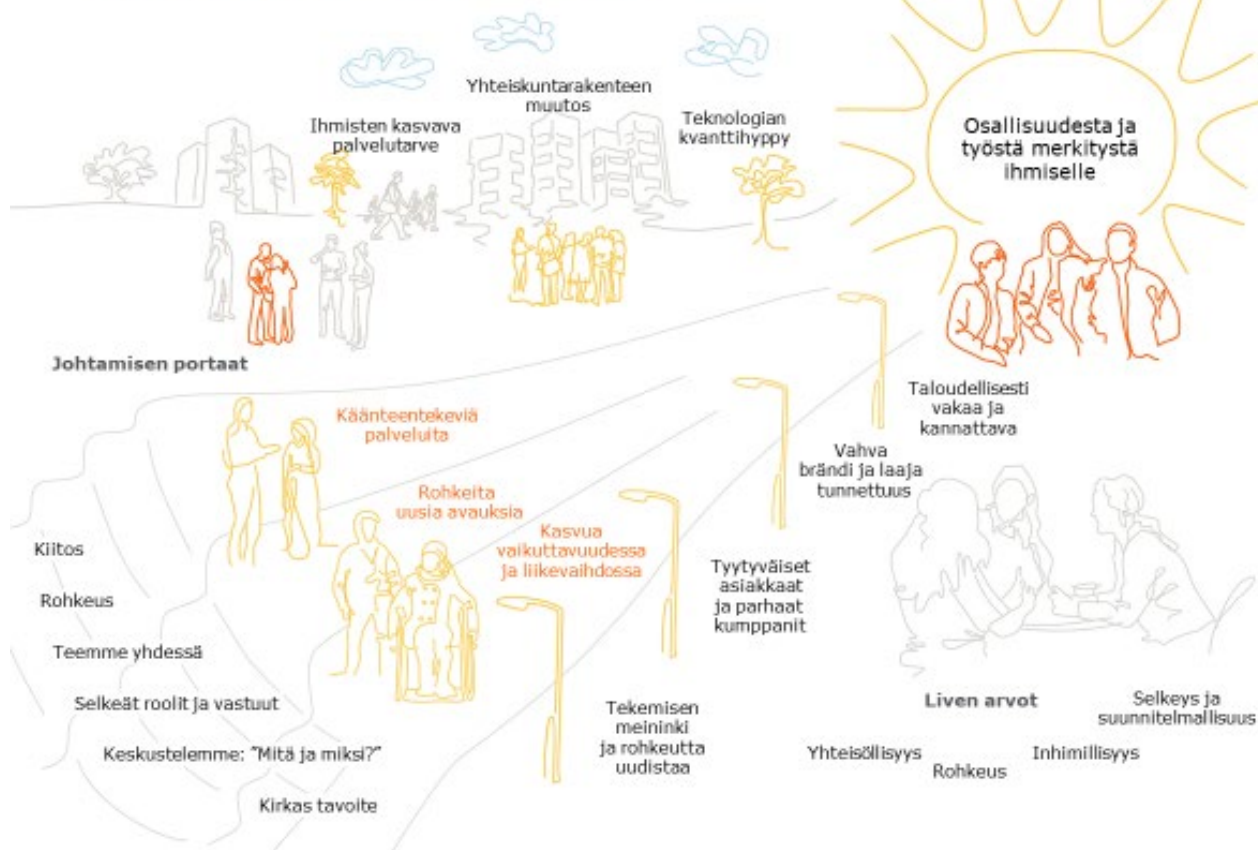 Yhteiskuntarakenteen
muutos
Ihmisten kasvava
palvelutarve
Teknologian
kvanttihyppy
Osallisuudesta ja
työstä merkitystä
ihmiselle
Johtamisen portaat
Käänteentekeviä
palveluita
Rohkeita
uusia avauksia
Kasvua
vaikuttavuudessa
ja liikevaihdossa
Taloudellisesti
vakaa ja
kannattava
Vahva
brändi ja laaja
tunnettuus
Tyytyväiset
asiakkaat
ja parhaat
kumppanit
Tekemisen
meininki
ja rohkeutta
uudistaa
Kiitos
Rohkeus
Teemme yhdessä
Selkeät roolit ja vastuut
Keskustelemme: “Mitä ja miksi?”
Kirkas tavoite
Liven arvot
Selkeys ja
suunnitelmallisuus
Yhteisöllisyys
Rohkeus
Inhimillisyys